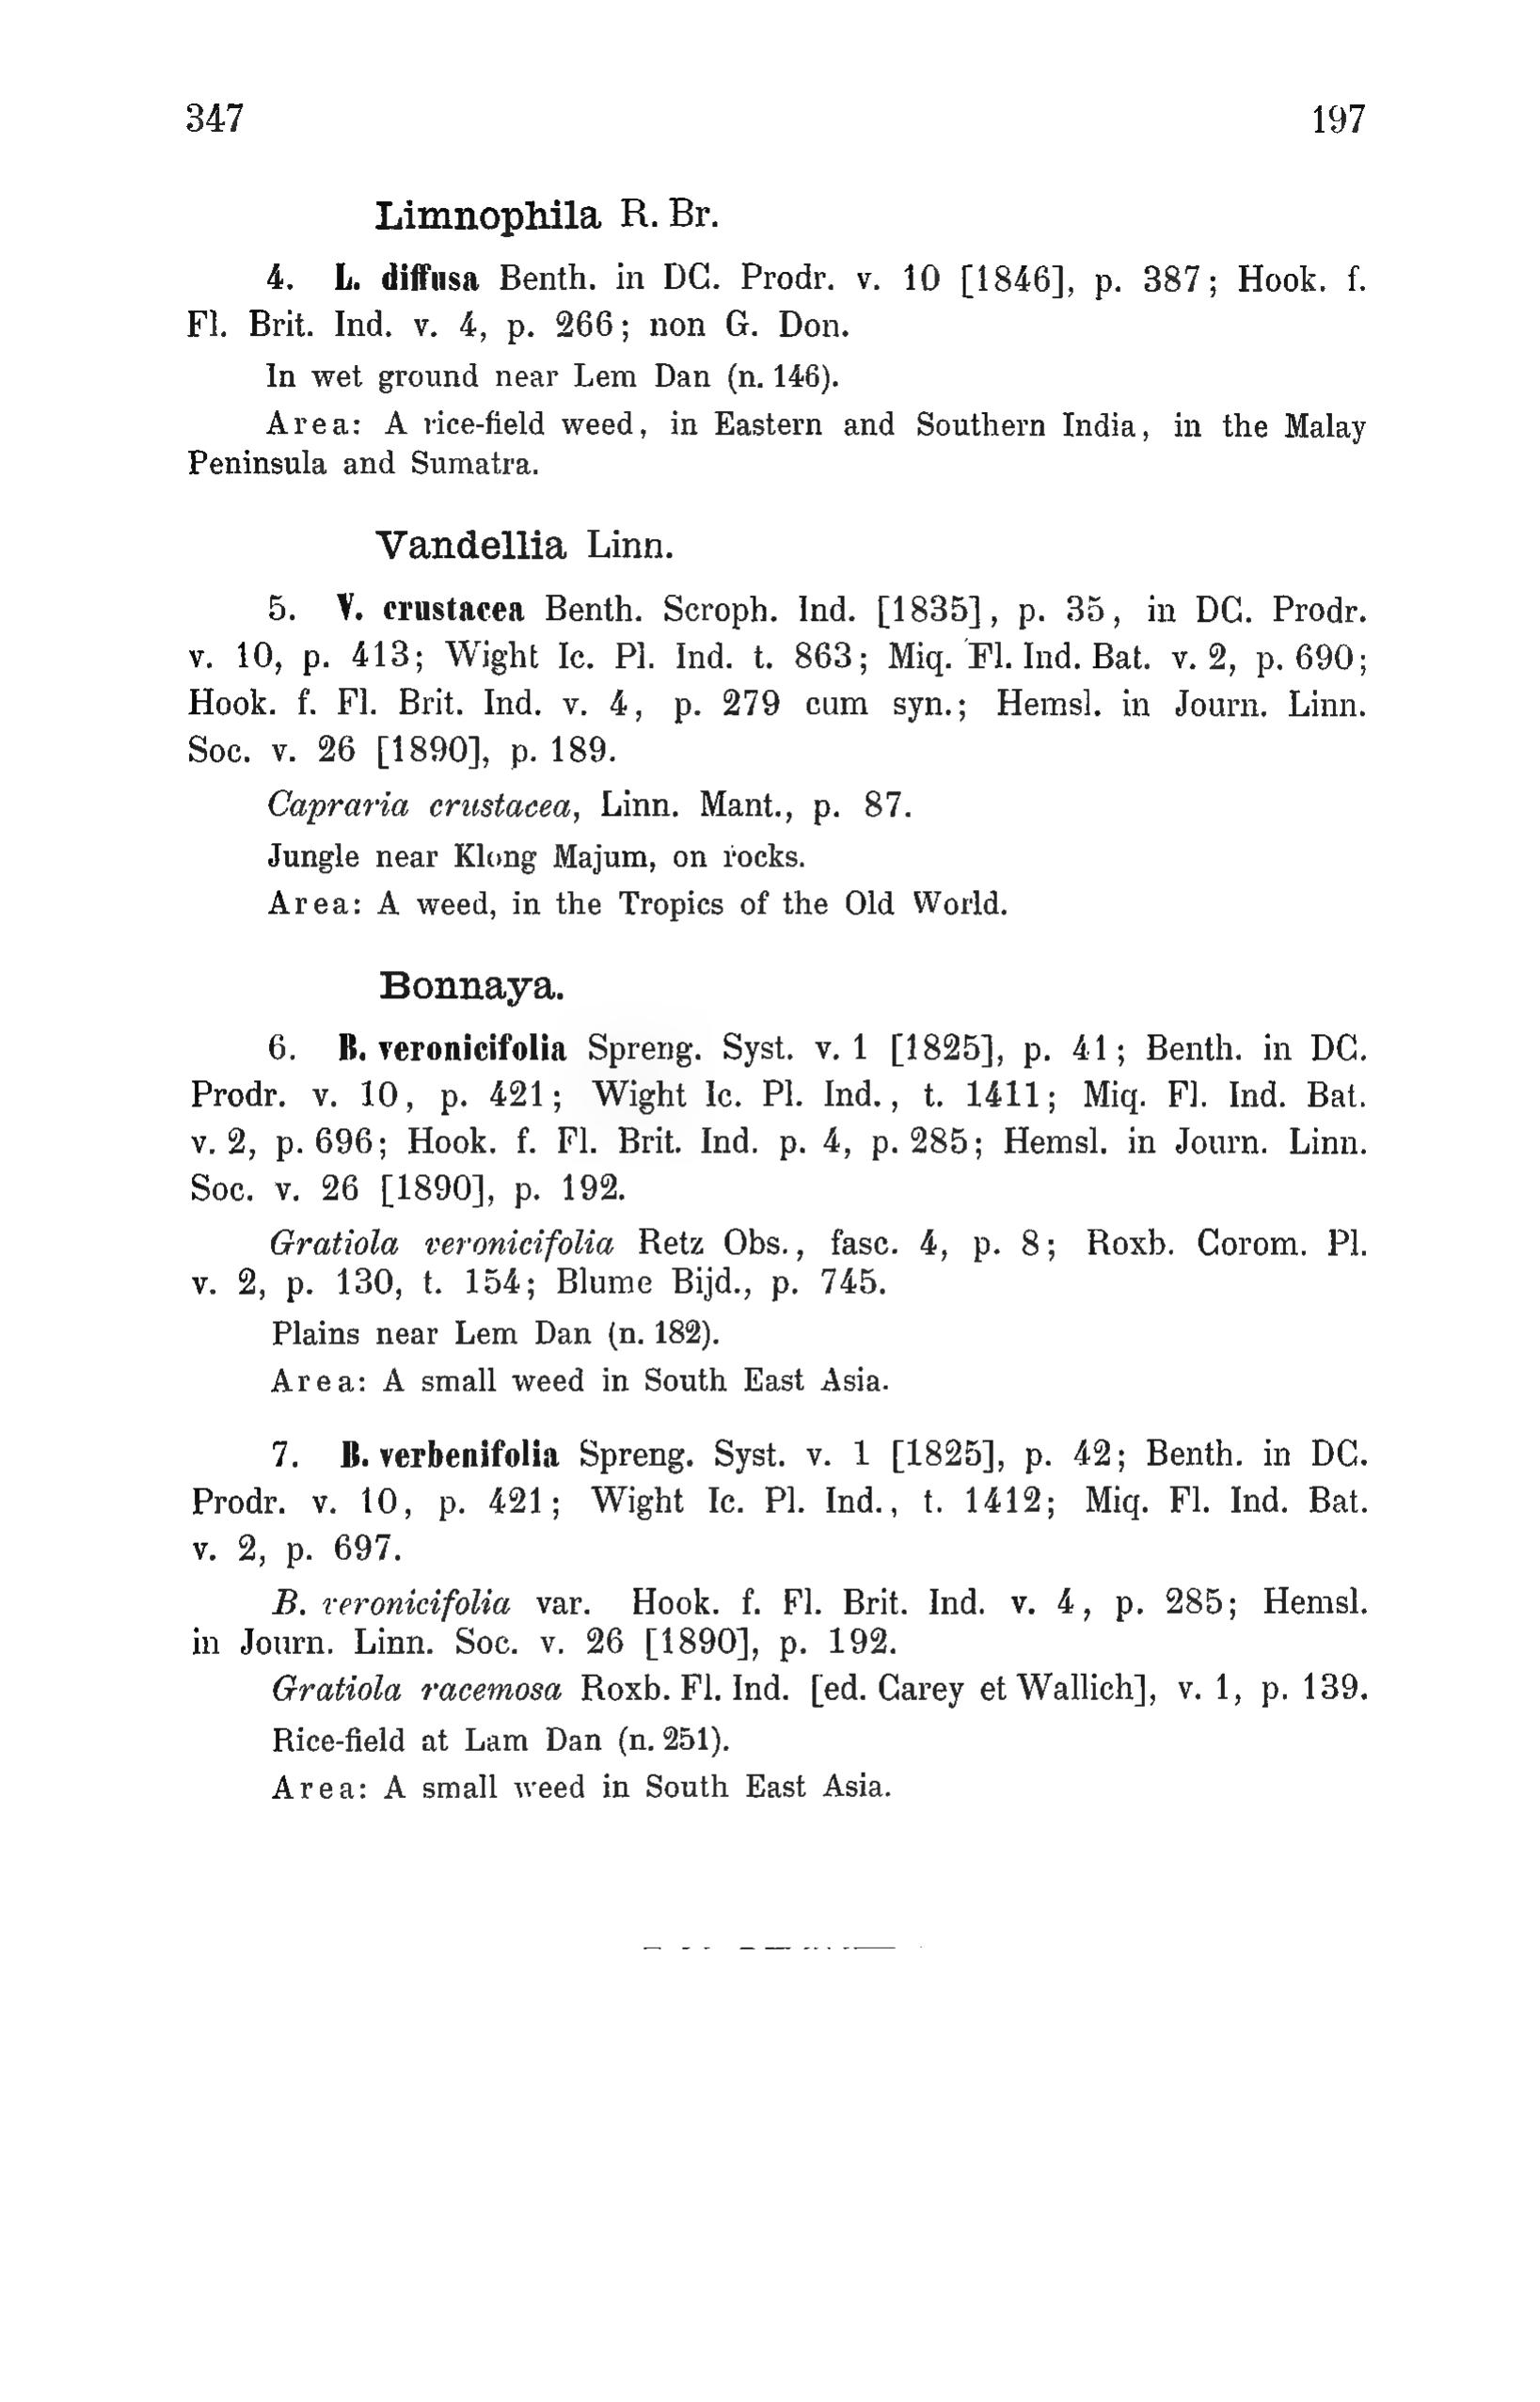 347 197
Limnophila R. Br.
4. L. diffusa Benth. in DC. Prodr. v. 10 [1846], p. 387; Hook. f.
Fl. Brit. Ind. v. 4, p. 266; non G. Don.
In wet ground near Lem Dan (n. 146).
Area: A rice-field weed, in Eastern and Southern India, in the Malay
Peninsula and Sumatra.
Vandellia Linn.
5. V. crustacea Benth. Scroph. Ind. [1835], p. 35, in DC. Prodr.
v. 10, p. 413; Wight Ic. Pl. Ind. t. 863; Miq. Fl. Ind. Bat. v. 2, p. 690;
Hook. f. Fl. Brit. Ind. v. 4, p. 279 cum syn.; Hemsl. in Journ. Linn.
Soc. v. 26 [1890], p. 189.
Capraria crustacea, Linn. Mant., p. 87.
Jungle near Klong Majum, on rocks.
Area: A weed, in the Tropics of the Old World.
Bonnaya.
6. B. veronicifolia Spreng. Syst. v. 1 [1825], p. 41; Benth. in DC.
Prodr. v. 10, p. 421; Wight Ic. Pl. Ind., t. 1411; Miq. Fl. Ind. Bat.
v. 2, p. 696; Hook. f. Fl. Brit. Ind. p. 4, p. 285; Hemsl. in Journ. Linn.
Soc. v. 26 [1890], p. 192.
Gratiola veronicifolia Retz Obs., fasc. 4, p. 8; Roxb. Corom. Pl.
v. 2, p. 130, t. 154; Blume Bijd., p. 745.
Plains near Lem Dan (n. 182).
Area: A small weed in South East Asia.
7. B. verbenifolia Spreng. Syst. v. 1 [1825], p. 42; Benth. in DC.
Prodr. v. 10, p. 421; Wight Ic. Pl. Ind., t. 1412; Miq. Fl. Ind. Bat.
v. 2, p. 697.
B. veronicifolia var. Hook. f. Fl. Brit. Ind. v. 4, p. 285; Hemsl.
in Journ. Linn. Soc. v. 26 [1890], p. 192.
Gratiola racemosa Roxb. Fl. Ind. [ed. Carey et Wallich], v. 1, p. 139.
Rice-field at Lam Dan (n. 251).
Area: A small weed in South East Asia.